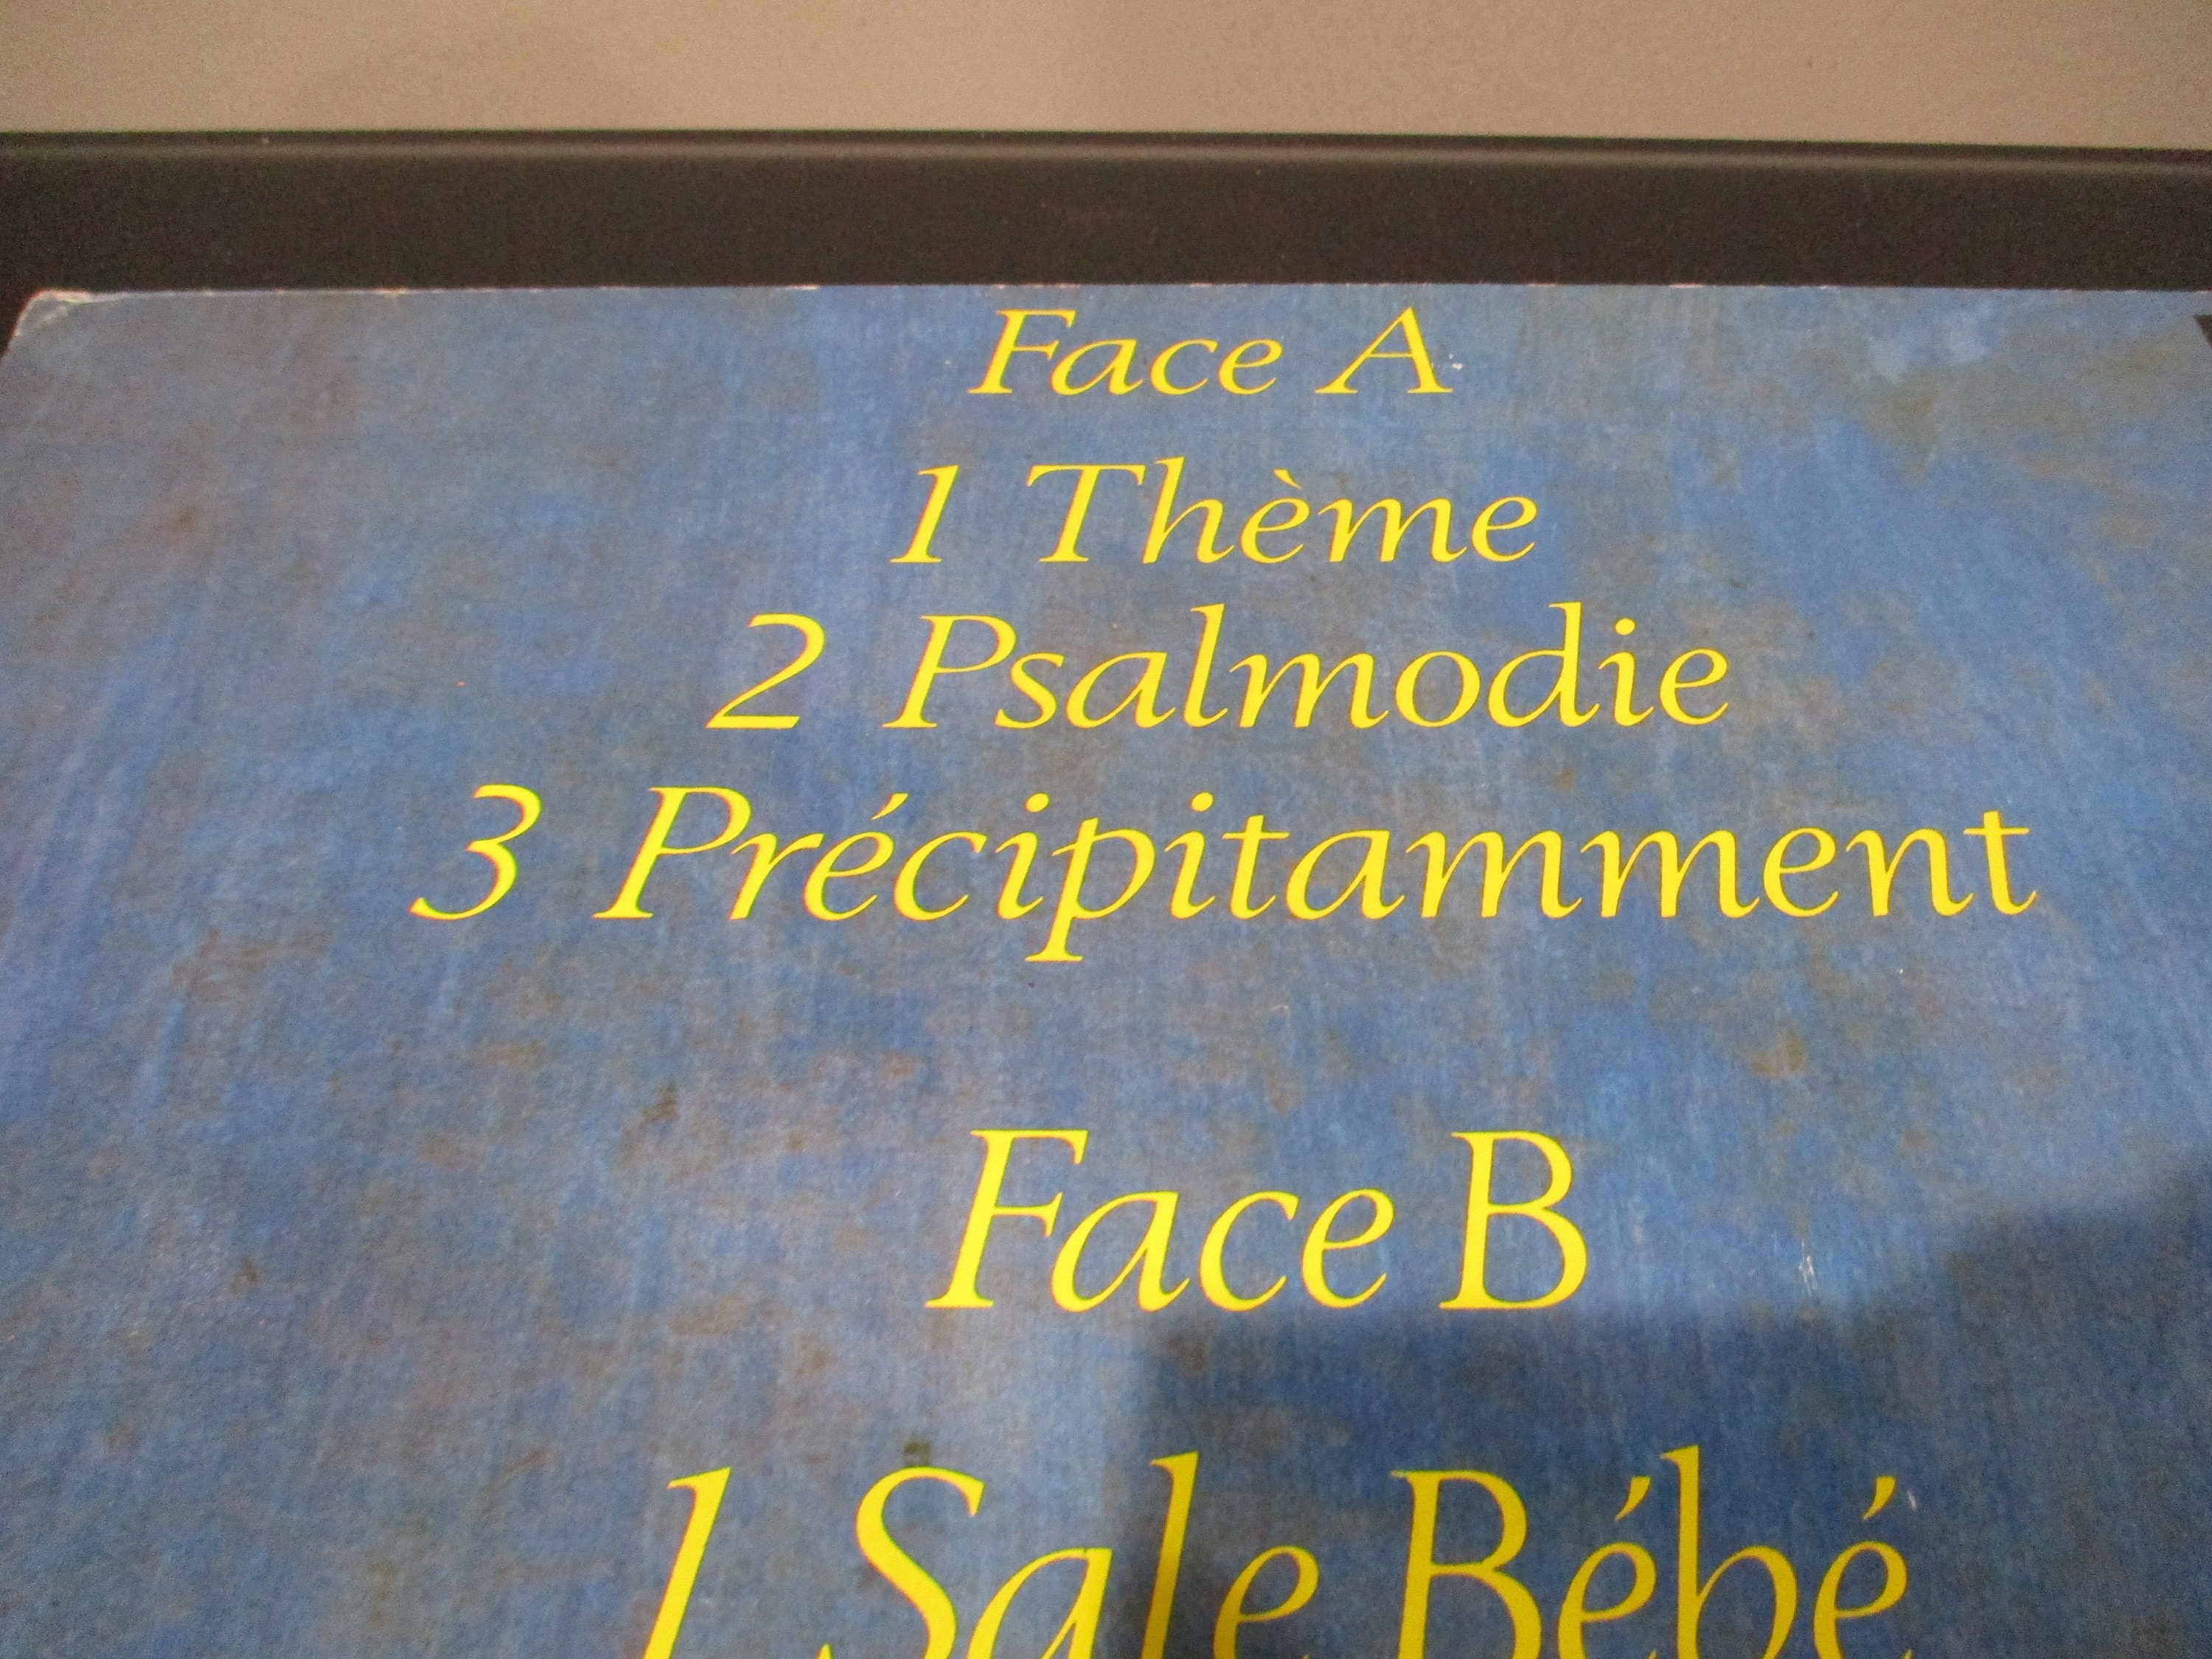 Face A
1 Thème
2 Psalmodie
3 Précipitamment
Face B
1 Sale Bébé